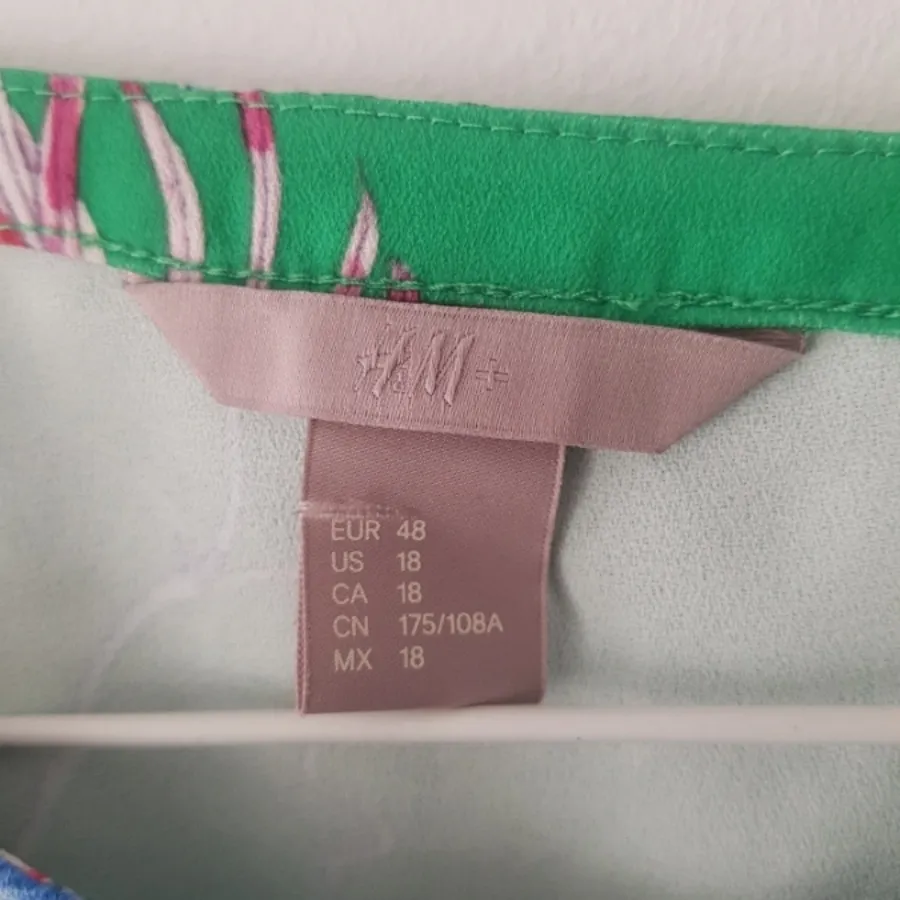 H&M+
EUR 48
US 18
CA 18
CN 175/108A
MX 18